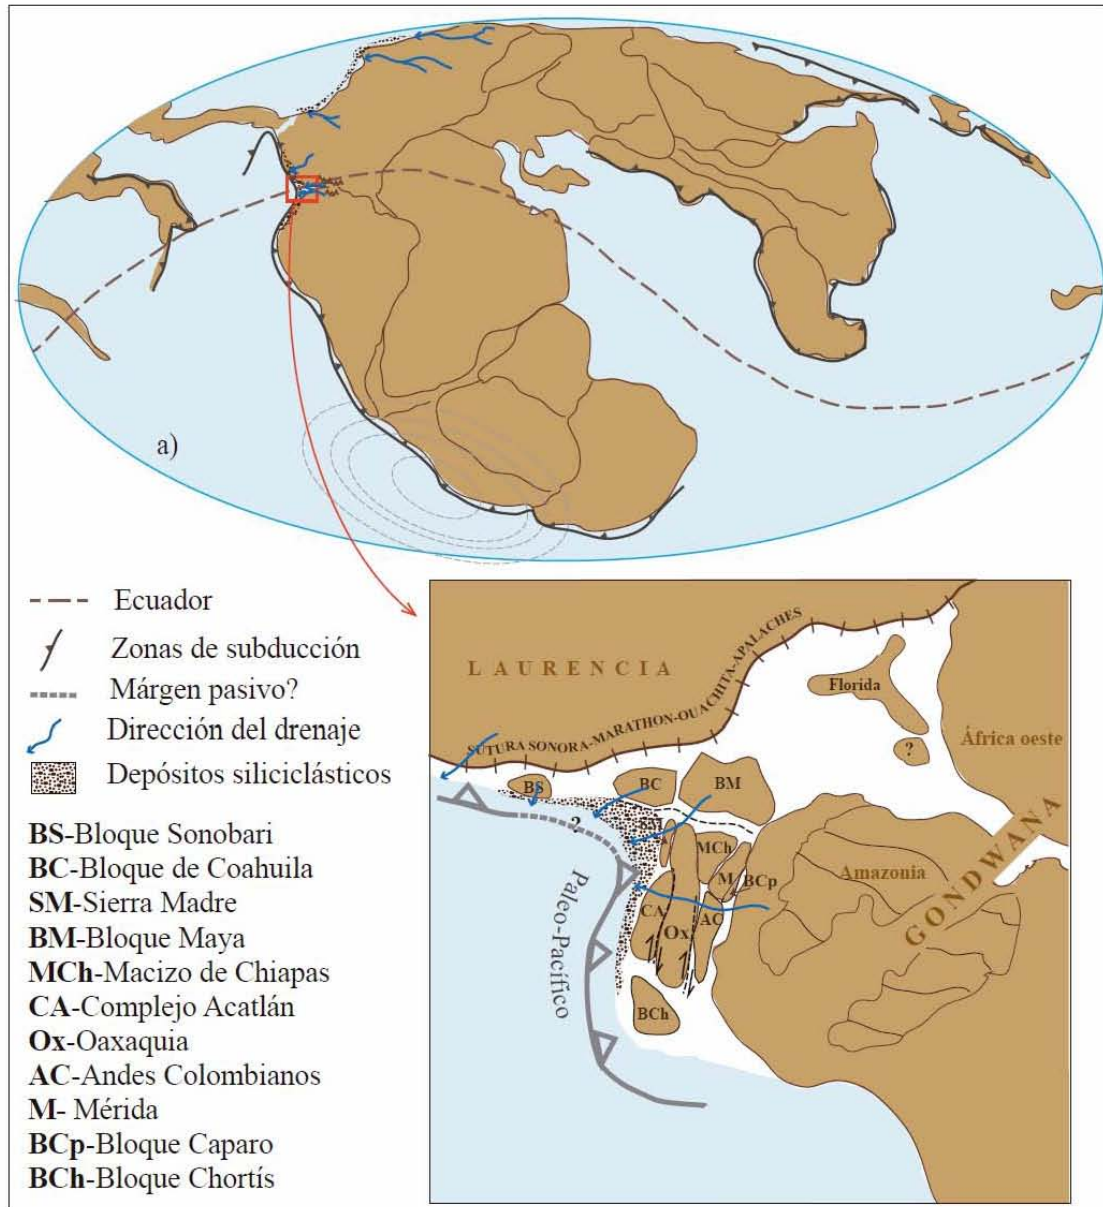 a)
Ecuador
Zonas de subducción
Márgen pasivo?
Dirección del drenaje
Depósitos siliciclásticos
BS-Bloque Sonobari
BC-Bloque de Coahuila
SM-Sierra Madre
BM-Bloque Maya
MCh-Macizo de Chiapas
CA-Complejo Acatlán
Ox-Oaxaquia
AC-Andes Colombianos
M- Mérida
BCp-Bloque Caparo
BCh-Bloque Chortís
LAURENCIA
SUTURA SONORA-MARATHON-OUACHITA-APALACHES
Florida
?
África oeste
BS
BC
BM
?
SM
MCh
M
BCp
Amazonia
GONDWANA
CA
Ox
AC
Paleo-Pacífico
BCh